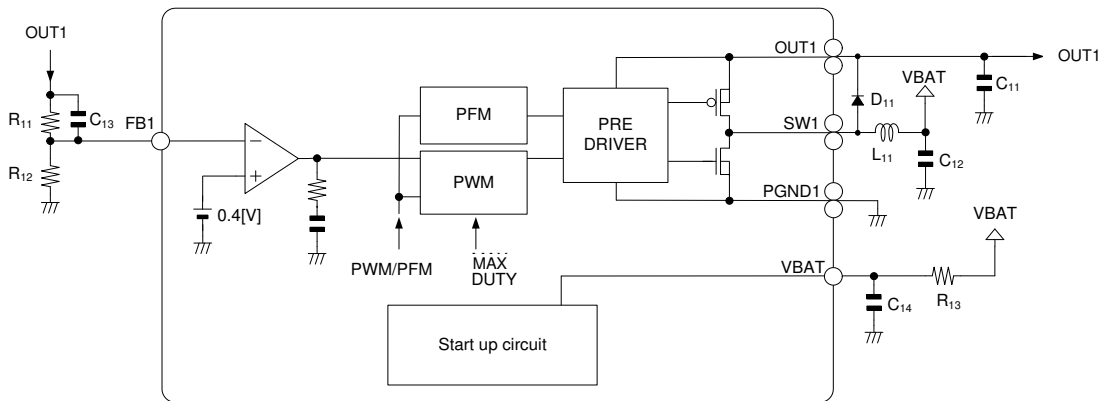 OUT1
R11
C13
FB1
R12
0.4[V]
PFM
PWM
PWM/PFM
MAX
DUTY
PRE
DRIVER
Start up circuit
OUT1
SW1
PGND1
VBAT
D11
VBAT
L11
C11
OUT1
C12
VBAT
C14
R13